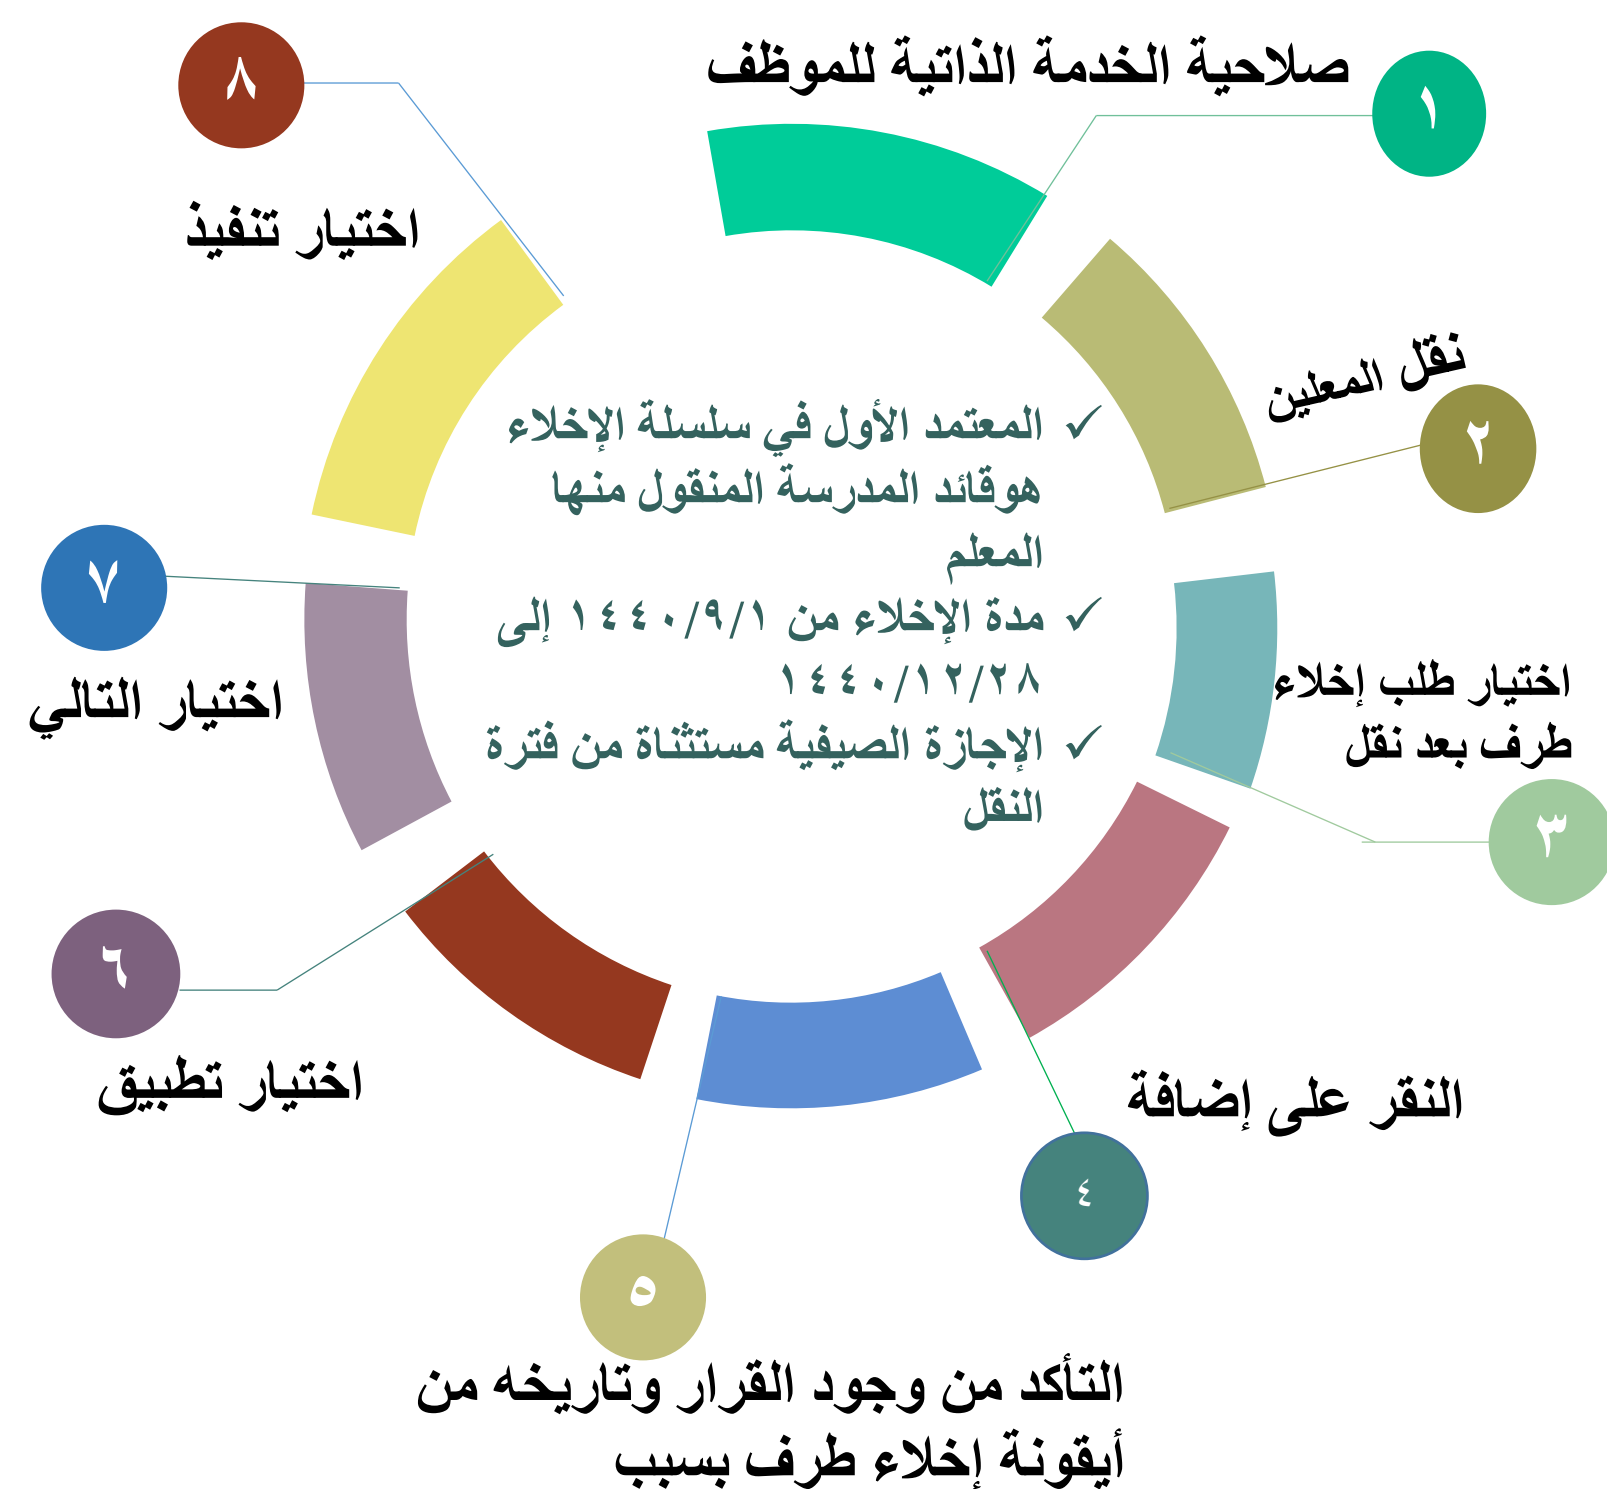 ١
صلاحية الخدمة الذاتية للموظف
٢
نقل المعلين
٣
اختيار طلب إخلاء
طرف بعد نقل
٤
النقر على إضافة
٥
التأكد من وجود القرار وتاريخه من
أيقونة إخلاء طرف بسبب
٦
اختيار تطبيق
٧
اختيار التالي
٨
اختيار تنفيذ
✓ المعتمد الأول في سلسلة الإخلاء
هوقائد المدرسة المنقول منها
المعلم
✓ مدة الإخلاء من ١٤٤٠/٩/١ إلى
١٤٤٠/١٢/٢٨
✓ الإجازة الصيفية مستثناة من فترة
النقل